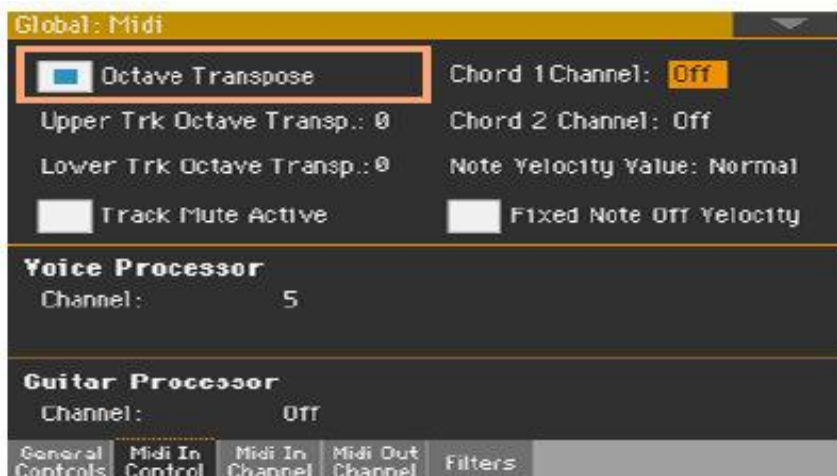 Global: Midi
Octave Transpose
Chord 1Channel: Off
Upper Trk Octave Transp.: 0
Chord 2 Channel: Off
Lower Trk Octave Transp.: 0
Note Velocity Value: Normal
Track Mute Active
Fixed Note Off Velocity
Voice Processor
Channel: 5
Guitar Processor
Channel: Off
General Controls
Midi In Control
Midi In Channel
Midi Out Channel
Filters